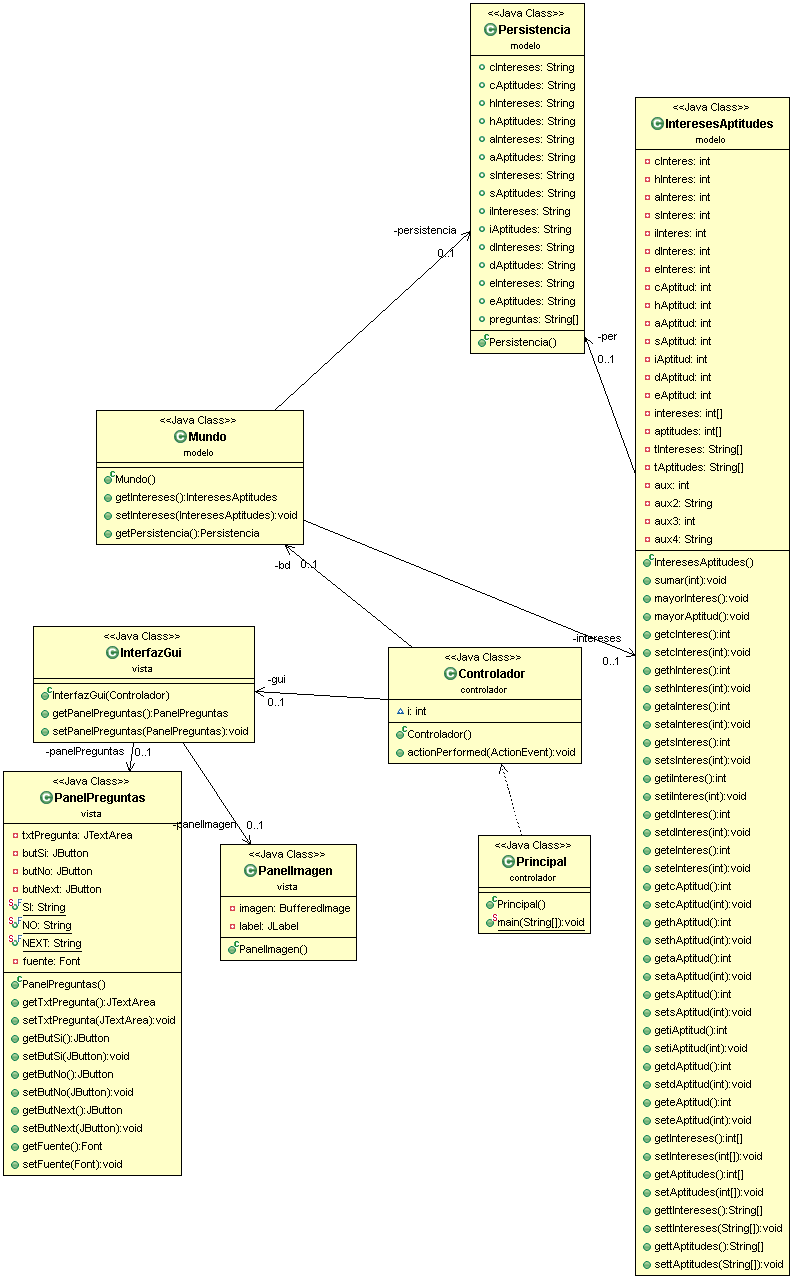 <<Java Class>>
Persistencia
modelo
cIntereses: String
cAptitudes: String
hIntereses: String
hAptitudes: String
aIntereses: String
aAptitudes: String
sIntereses: String
sAptitudes: String
iIntereses: String
iAptitudes: String
dIntereses: String
dAptitudes: String
eIntereses: String
eAptitudes: String
preguntas: String[]
Persistencia()
<<Java Class>>
InteresesAptitudes
modelo
cInteres: int
hInteres: int
aInteres: int
sInteres: int
iInteres: int
dInteres: int
eInteres: int
cAptitud: int
hAptitud: int
aAptitud: int
sAptitud: int
iAptitud: int
dAptitud: int
eAptitud: int
intereses: int[]
aptitudes: int[]
tIntereses: String[]
tAptitudes: String[]
aux: int
aux2: String
aux3: int
aux4: String
InteresesAptitudes()
sumar(int):void
mayorInteres():void
mayorAptitud():void
getcInteres():int
setcInteres(int):void
gethInteres():int
sethInteres(int):void
getaInteres():int
setaInteres(int):void
getsInteres():int
setsInteres(int):void
getiInteres():int
setiInteres(int):void
getdInteres():int
setdInteres(int):void
geteInteres():int
seteInteres(int):void
getcAptitud():int
setcAptitud(int):void
gethAptitud():int
sethAptitud(int):void
getaAptitud():int
setaAptitud(int):void
getsAptitud():int
setsAptitud(int):void
getiAptitud():int
setiAptitud(int):void
getdAptitud():int
setdAptitud(int):void
geteAptitud():int
seteAptitud(int):void
getIntereses():int[]
setIntereses(int[]):void
getAptitudes():int[]
setAptitudes(int[]):void
gettIntereses():String[]
settIntereses(String[]):void
gettAptitudes():String[]
settAptitudes(String[]):void
-persistencia
0..1
-per
0..1
<<Java Class>>
Mundo
modelo
Mundo()
getIntereses():InteresesAptitudes
setIntereses(InteresesAptitudes):void
getPersistencia():Persistencia
-bd
0..1
-intereses
0..1
<<Java Class>>
InterfazGui
vista
InterfazGui(Controlador)
getPanelPreguntas():PanelPreguntas
setPanelPreguntas(PanelPreguntas):void
-gui
0..1
<<Java Class>>
Controlador
controlador
i: int
Controlador()
actionPerformed(ActionEvent):void
-panelPreguntas
0..1
<<Java Class>>
PanelPreguntas
vista
txtPregunta: JTextArea
butSi: JButton
butNo: JButton
butNext: JButton
SI: String
NO: String
NEXT: String
fuente: Font
PanelPreguntas()
getTxtPregunta():JTextArea
setTxtPregunta(JTextArea):void
getButSi():JButton
setButSi(JButton):void
getButNo():JButton
setButNo(JButton):void
getButNext():JButton
setButNext(JButton):void
getFuente():Font
setFuente(Font):void
-panelImagen
0..1
<<Java Class>>
PanelImagen
vista
imagen: BufferedImage
label: JLabel
PanelImagen()
<<Java Class>>
Principal
controlador
Principal()
main(String[]):void